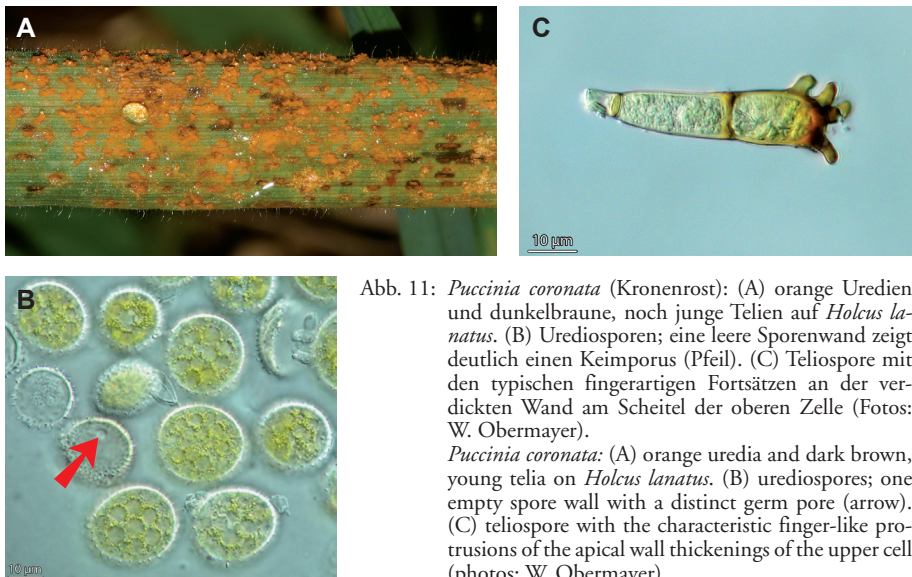 A
C
10 µm
B
10 µm
Abb. 11: Puccinia coronata (Kronenrost): (A) orange Uredien
und dunkelbraune, noch junge Telien auf Holcus la-
natus. (B) Urediosporen; eine leere Sporenwand zeigt
deutlich einen Keimporus (Pfeil). (C) Teliospore mit
den typischen fingerartigen Fortsätzen an der ver-
dickten Wand am Scheitel der oberen Zelle (Fotos:
W. Obermayer).
Puccinia coronata: (A) orange uredia and dark brown,
young telia on Holcus lanatus. (B) urediospores; one
empty spore wall with a distinct germ pore (arrow).
(C) teliospore with the characteristic finger-like pro-
trusions of the apical wall thickenings of the upper cell
(photos: W. Obermayer)